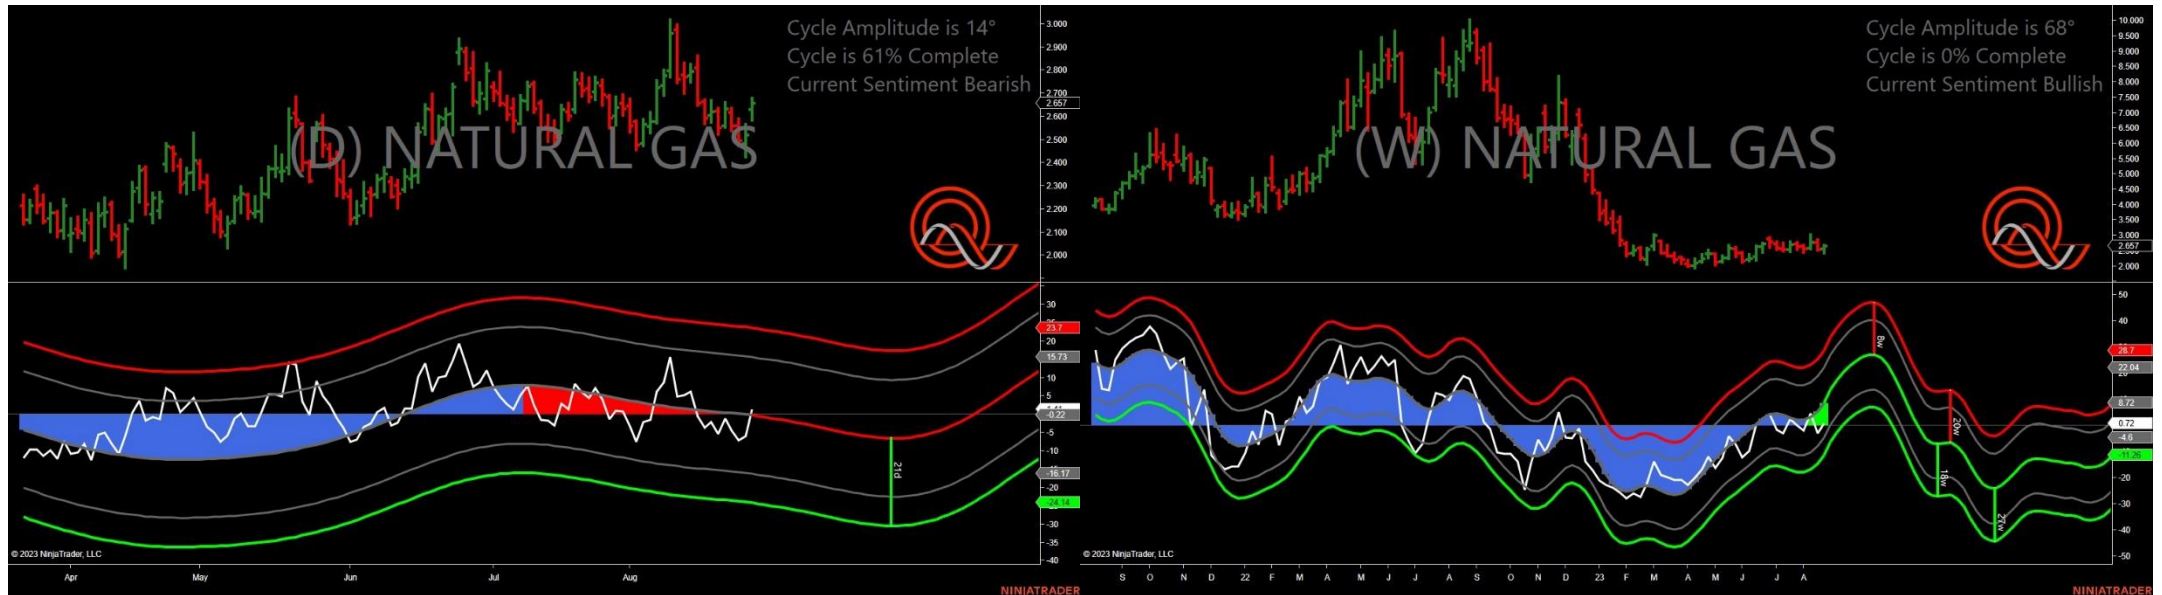 Cycle Amplitude is 14°
Cycle is 61% Complete
Current Sentiment Bearish
(D) NATURAL GAS
3.000
2.900
2.800
2.700
2.657
2.600
2.500
2.400
2.300
2.200
2.100
2.000
30
23.7
20
15.73
10
5
-0.22
-5
-10
-16.17
-20
-24.14
-30
-35
-40
21d
© 2023 NinjaTrader, LLC
Apr May Jun Jul Aug
NINJATRADER
Cycle Amplitude is 68°
Cycle is 0% Complete
Current Sentiment Bullish
(W) NATURAL GAS
10.000
9.500
9.000
8.500
8.000
7.500
7.000
6.500
6.000
5.500
5.000
4.500
4.000
3.500
3.000
2.657
2.000
50
40
28.7
22.04
8.72
0.72
-4.6
-11.26
-20
-30
-40
-50
8w
20w
18w
27w
© 2023 NinjaTrader, LLC
S O N D 22 F M A M J J A S O N D 23 F M A M J J A
NINJATRADER